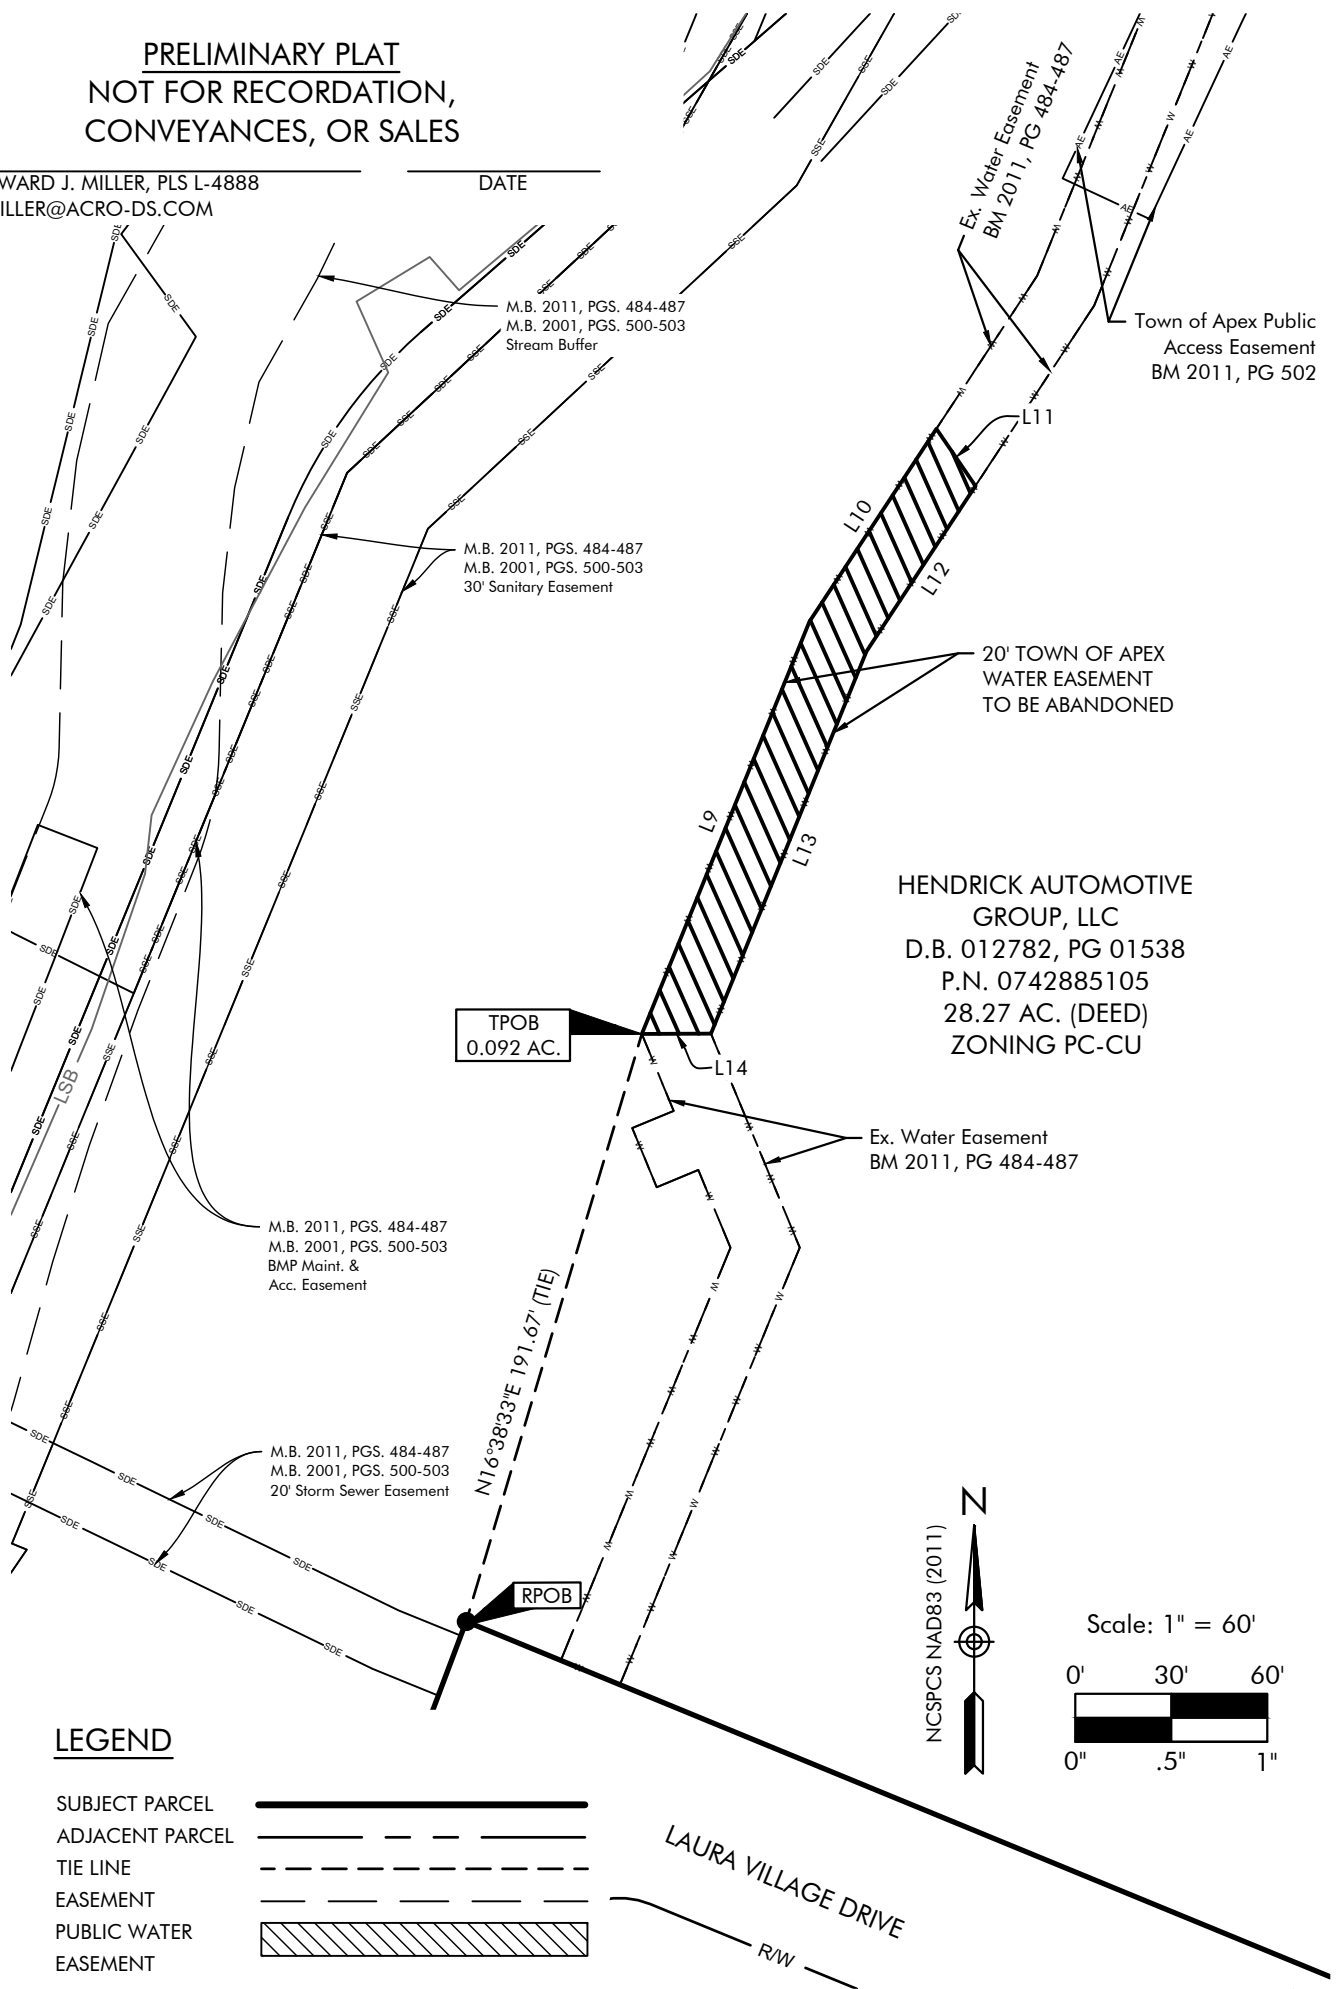 PRELIMINARY PLAT
NOT FOR RECORDATION,
CONVEYANCES, OR SALES
WARD J. MILLER, PLS L-4888
DATE
ILLER@ACRO-DS.COM
Ex. Water Easement
BM 2011, PG 484-487
M.B. 2011, PGS. 484-487
M.B. 2001, PGS. 500-503
Stream Buffer
Town of Apex Public
Access Easement
BM 2011, PG 502
L11
L10
L12
M.B. 2011, PGS. 484-487
M.B. 2001, PGS. 500-503
30' Sanitary Easement
20' TOWN OF APEX
WATER EASEMENT
TO BE ABANDONED
L9
L13
HENDRICK AUTOMOTIVE
GROUP, LLC
D.B. 012782, PG 01538
P.N. 0742885105
28.27 AC. (DEED)
ZONING PC-CU
TPOB
0.092 AC.
L14
LSB
Ex. Water Easement
BM 2011, PG 484-487
M.B. 2011, PGS. 484-487
M.B. 2001, PGS. 500-503
BMP Maint. &
Acc. Easement
N16°38'33"E 191.67' (TIE)
M.B. 2011, PGS. 484-487
M.B. 2001, PGS. 500-503
20' Storm Sewer Easement
RPOB
N
NCSPCS NAD83 (2011)
Scale: 1" = 60'
0' 30' 60'
0" .5" 1"
LEGEND
SUBJECT PARCEL
ADJACENT PARCEL
TIE LINE
EASEMENT
PUBLIC WATER
EASEMENT
LAURA VILLAGE DRIVE
R/W